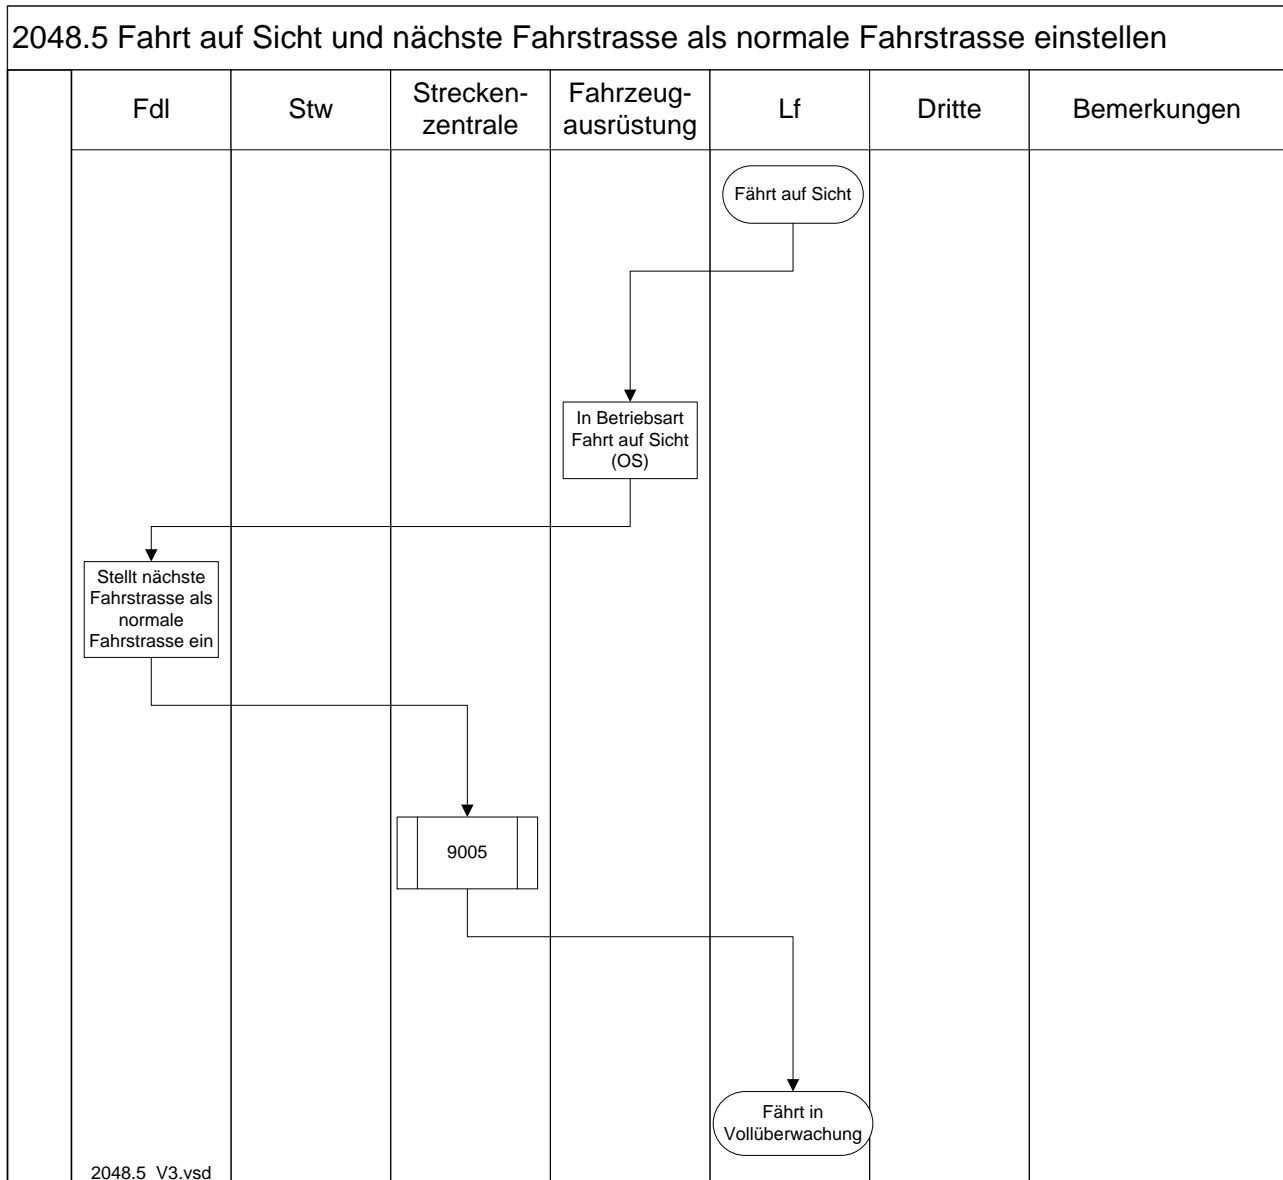 2048.5 Fahrt auf Sicht und nächste Fahrstrasse als normale Fahrstrasse einstellen
Fdl
Stw
Strecken-
zentrale
Fahrzeug-
ausrüstung
Lf
Dritte
Bemerkungen
Fährt auf Sicht
In Betriebsart
Fahrt auf Sicht
(OS)
Stellt nächste
Fahrstrasse als
normale
Fahrstrasse ein
9005
Fährt in
Vollüberwachung
2048.5_V3.vsd